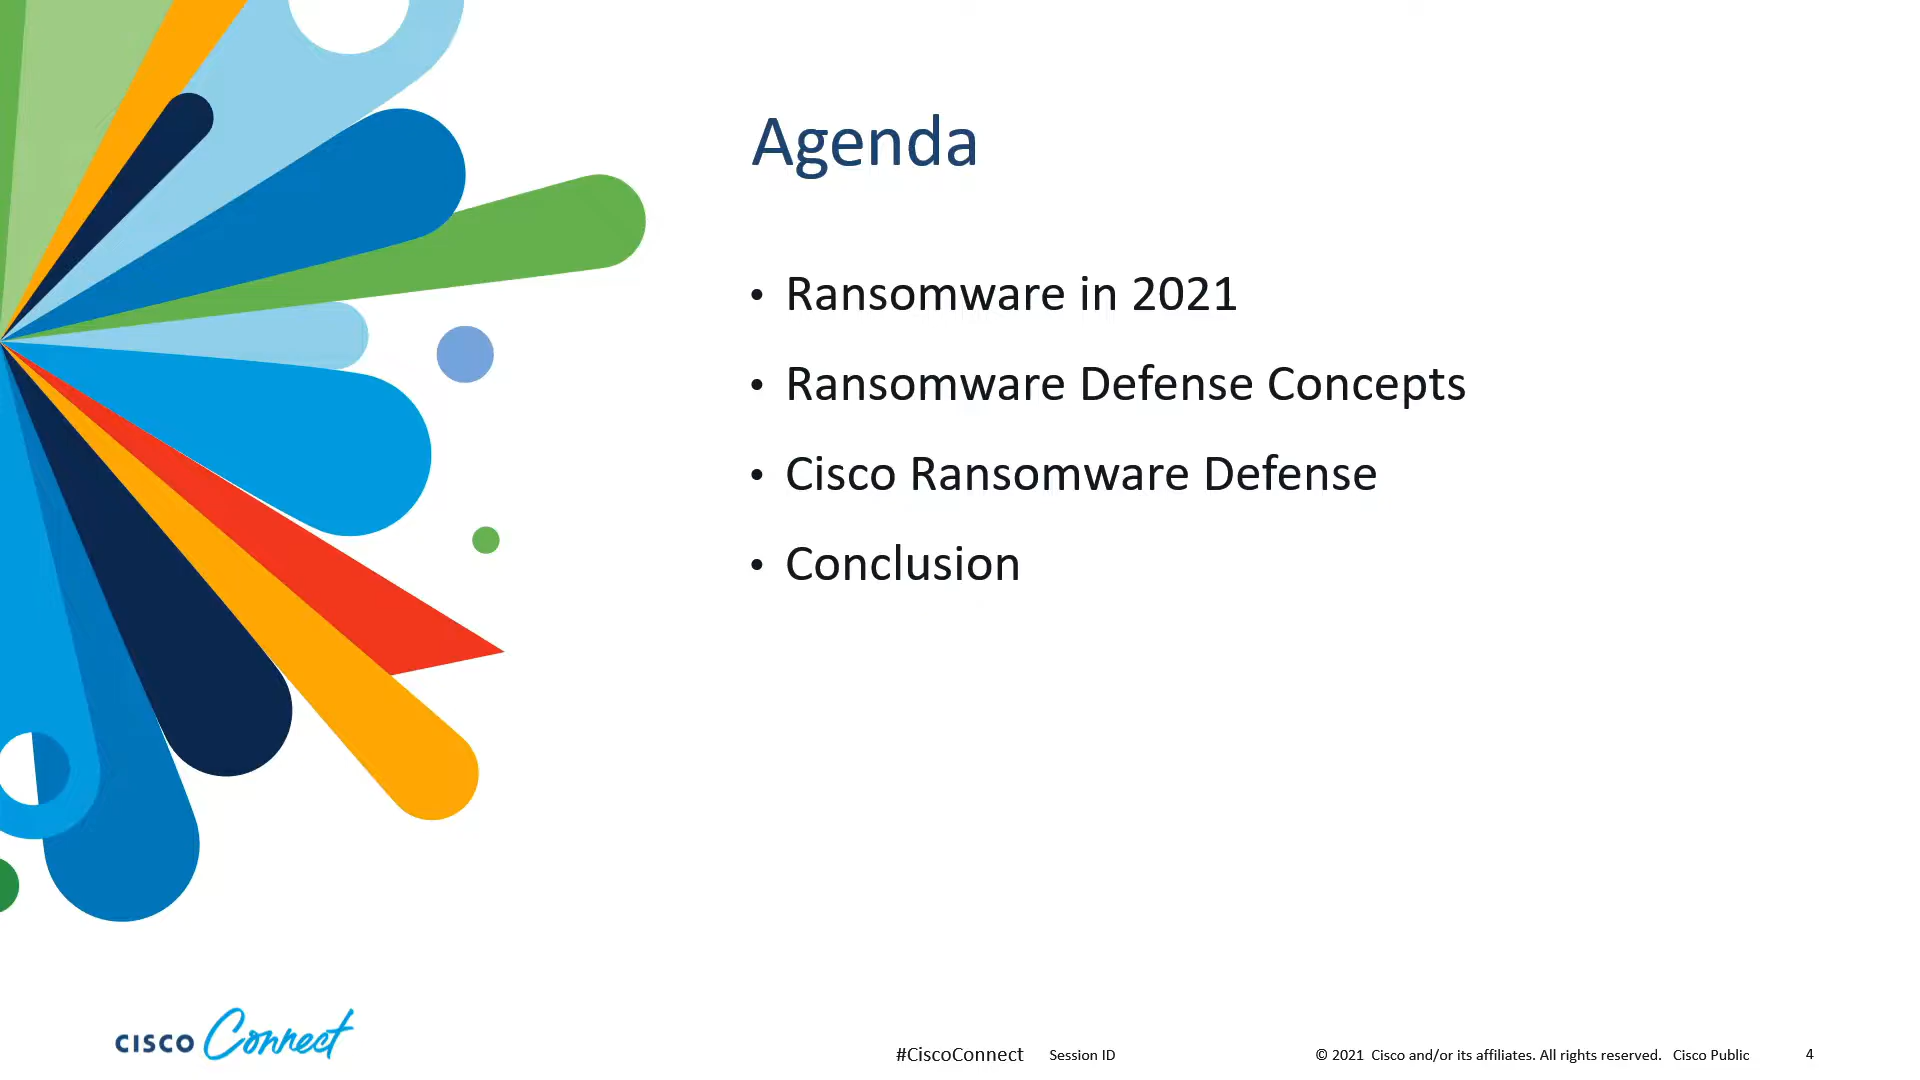 Agenda
• Ransomware in 2021
• Ransomware Defense Concepts
• Cisco Ransomware Defense
• Conclusion
CISCO Connect
#CiscoConnect Session ID © 2021 Cisco and/or its affiliates. All rights reserved. Cisco Public 4